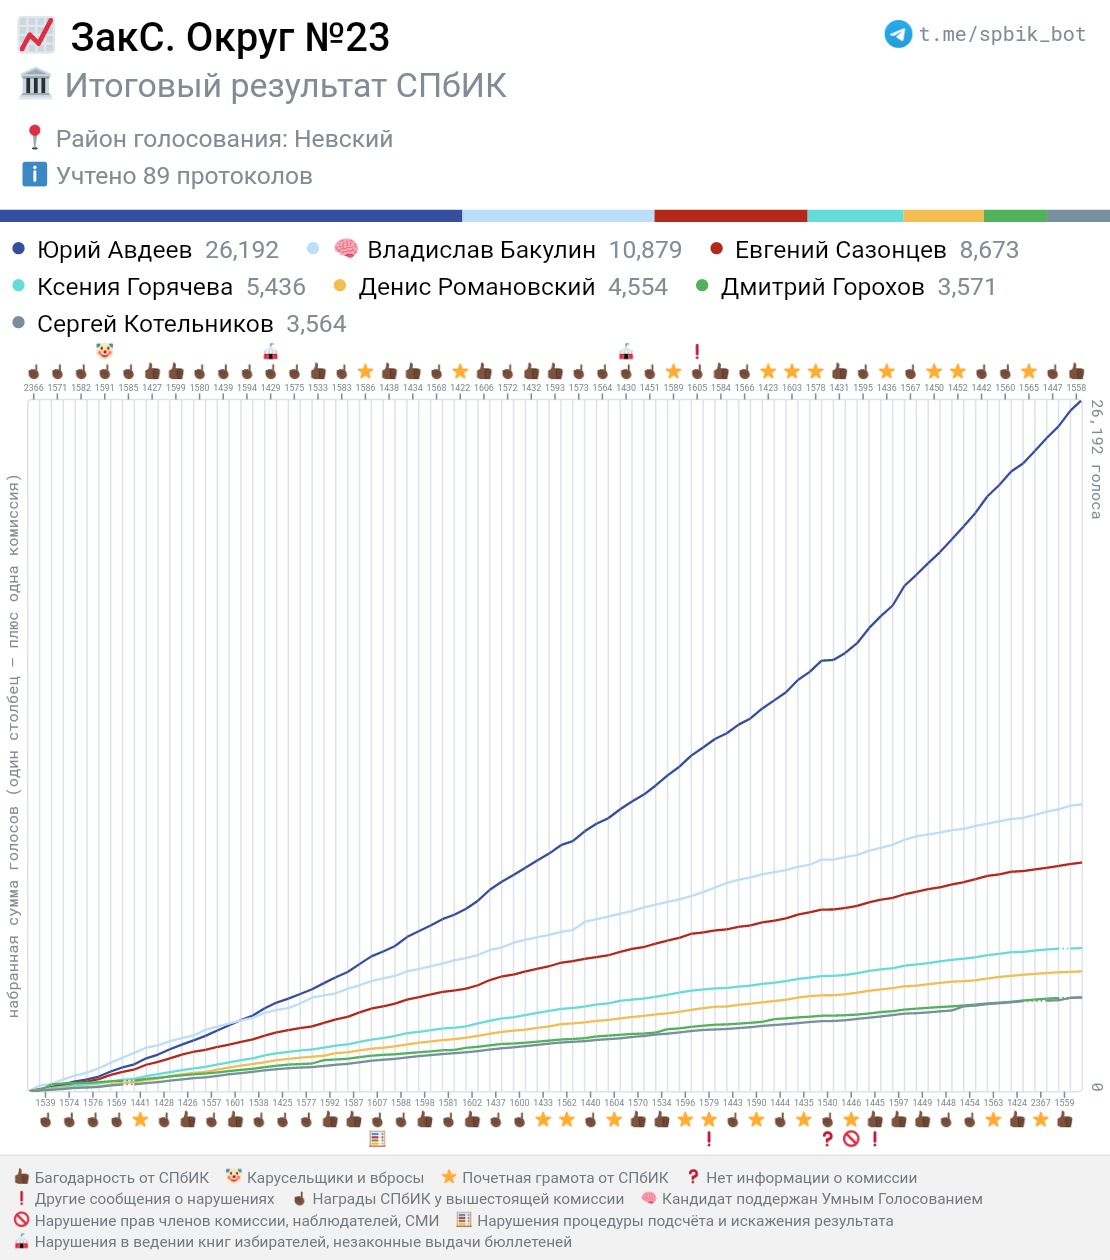 ЗакС. Округ №23
t.me/spbik_bot
Итоговый результат СПбИК
Район голосования: Невский
Учтено 89 протоколов
Юрий Авдеев 26,192 Владислав Бакулин 10,879 Евгений Сазонцев 8,673
Ксения Горячева 5,436 Денис Романовский 4,554 Дмитрий Горохов 3,571
Сергей Котельников 3,564
2366 1571 1582 1591 1585 1427 1599 1580 1439 1594 1429 1575 1533 1583 1586 1438 1434 1568 1422 1606 1572 1432 1593 1573 1564 1430 1451 1589 1605 1584 1566 1423 1603 1578 1431 1595 1436 1567 1450 1452 1442 1560 1565 1447 1558
26,192 голоса
набранная сумма голосов (один столбец – плюс одна комиссия)
0
1539 1574 1576 1569 1441 1428 1426 1557 1601 1538 1425 1577 1592 1587 1607 1588 1598 1581 1602 1437 1600 1433 1562 1440 1604 1570 1534 1596 1579 1443 1590 1444 1435 1540 1446 1445 1597 1449 1448 1454 1563 1424 2367 1559
Багодарность от СПбИК Карусельщики и вбросы Почетная грамота от СПбИК Нет информации о комиссии
Другие сообщения о нарушениях Награды СПбИК у вышестоящей комиссии Кандидат поддержан Умным Голосованием
Нарушение прав членов комиссии, наблюдателей, СМИ Нарушения процедуры подсчёта и искажения результата
Нарушения в ведении книг избирателей, незаконные выдачи бюллетеней